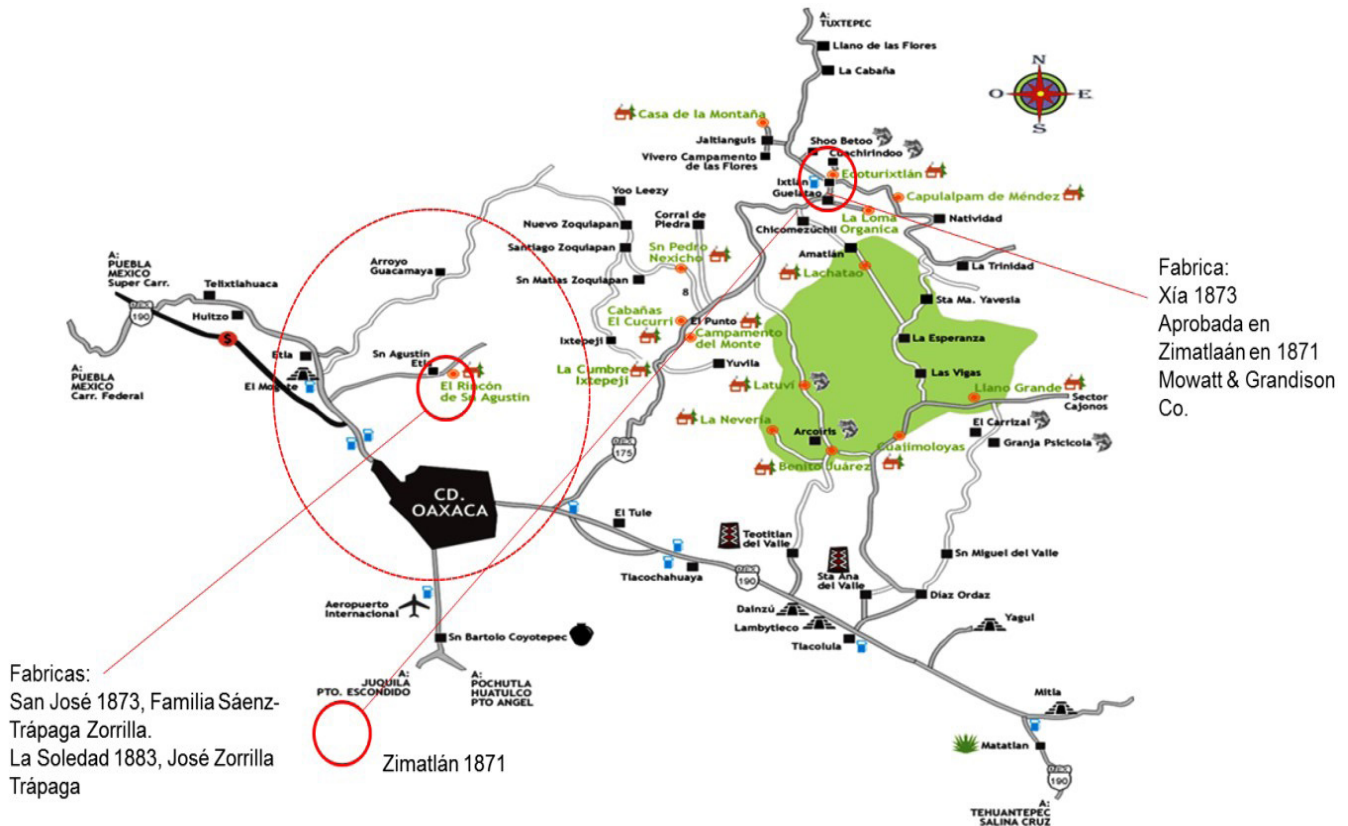 A:
TUXTEPEC
Llano de las Flores
La Cabaña
N
O
E
S
Casa de la Montaña
Jaltianguis
Vivero Campamento
de las Flores
Shoo Betoo
Cuachirindoo
Ecoturixtlán
Ixtlán
Guelatao
Capulalpam de Méndez
La Loma
Organica
Natividad
Chicomezúchil
Amatlán
La Trinidad
Lachatao
Sta Ma. Yavesia
La Esperanza
Las Vigas
Llano Grande
Sector
Cajonos
El Carrizal
Granja Psicicola
Latuvi
La Nevería
Arcoiris
Cuajimoloyas
Benito Juárez
Yoo Leezy
Nuevo Zoquiapan
Corral de
Piedra
Santiago Zoquiapan
Sn Pedro
Nexicho
Sn Matias Zoquiapan
8
Cabañas
El Cucurri
El Punto
Campamento
del Monte
Ixtepeji
La Cumbre
Ixtepeji
Yuvila
175
A:
PUEBLA
MEXICO
Super Carr.
190
Telixtlahuaca
Huitzo
S
A:
PUEBLA
MEXICO
Carr. Federal
Arroyo
Guacamaya
Etla
El Mogote
Sn Agustín
Etla
El Rincón
de Sn Agustín
CD.
OAXACA
El Tule
Tlacochahuaya
190
Teotitlan
del Valle
Sta Ana
del Valle
Sn Miguel del Valle
Díaz Ordaz
Dainzú
Lambytieco
Tlacolula
Yagul
Mitla
Matatlan
190
A:
TEHUANTEPEC
SALINA CRUZ
Aeropuerto
Internacional
Sn Bartolo Coyotepec
A:
JUQUILA
PTO. ESCONDIDO
A:
POCHUTLA
HUATULCO
PTO ANGEL
Fabrica:
Xía 1873
Aprobada en
Zimatlaán en 1871
Mowatt & Grandison
Co.
Fabricas:
San José 1873, Familia Sáenz-
Trápaga Zorrilla.
La Soledad 1883, José Zorrilla
Trápaga
Zimatlán 1871